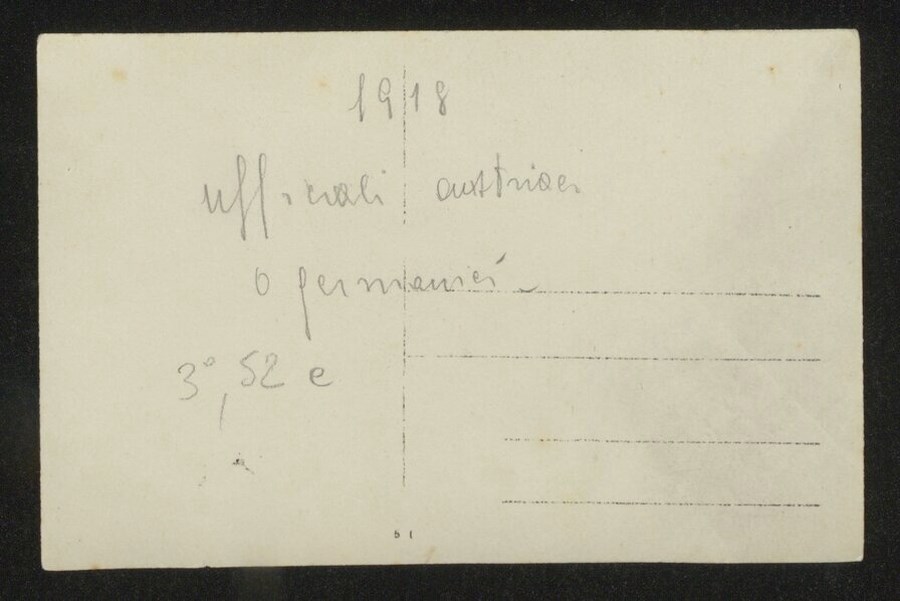 1918
ufficiali austriaci
o germanici
3°, 52 e
51